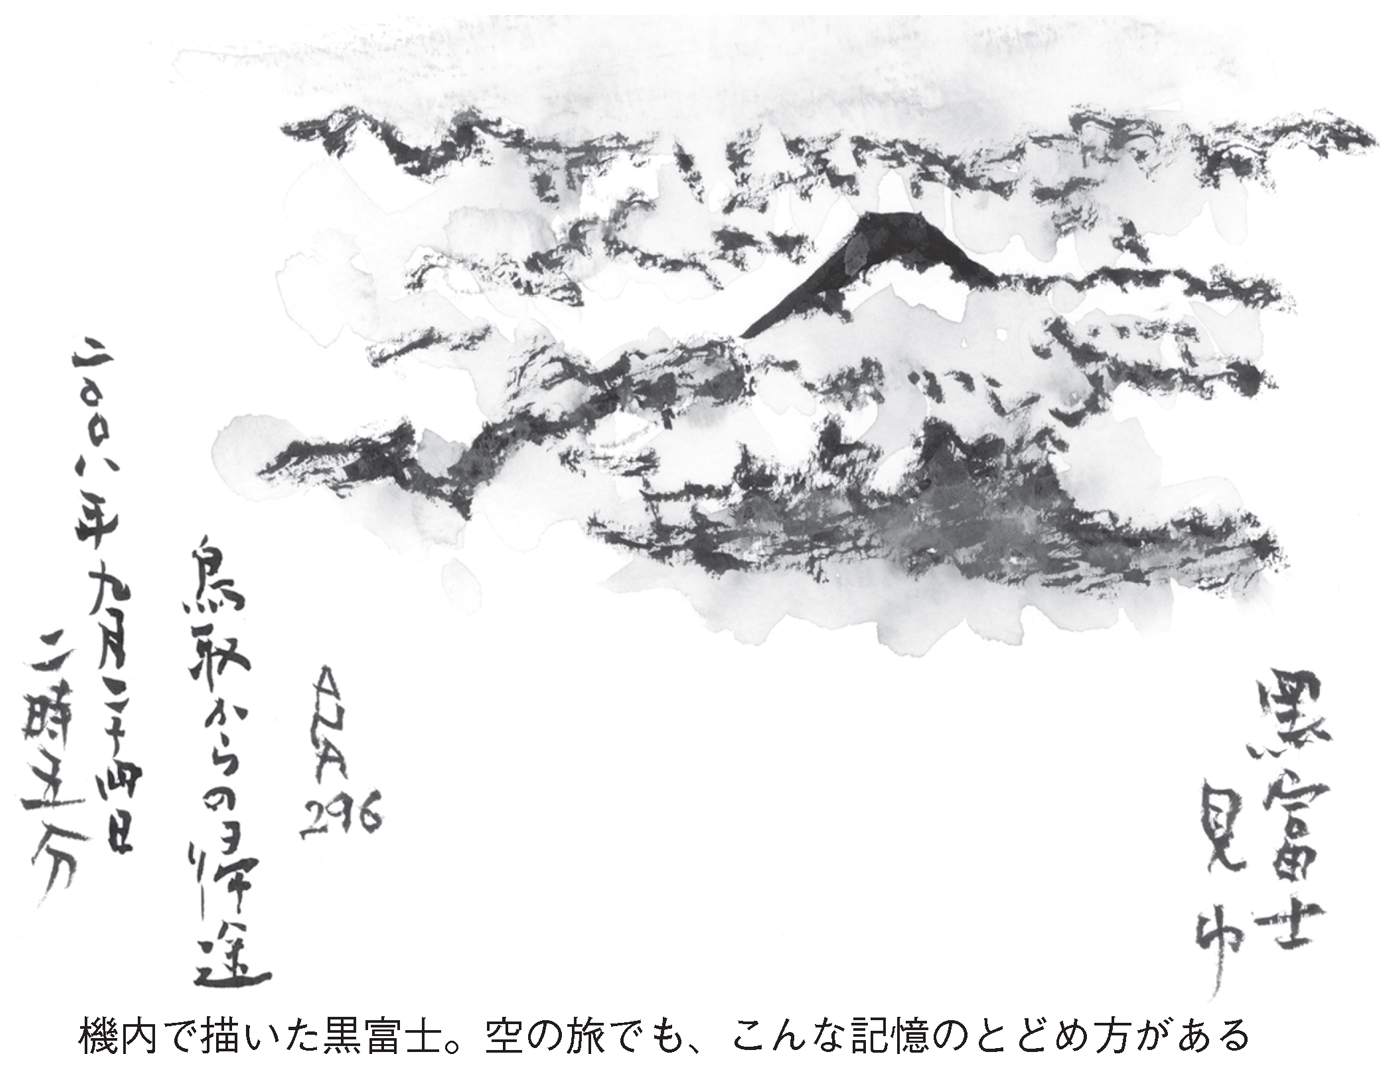 黒富士
見ゆ
ANA
296
鳥取からの帰途
二〇〇八年九月二十四日
二時五分
機内で描いた黒富士。空の旅でも、こんな記憶のとどめ方がある